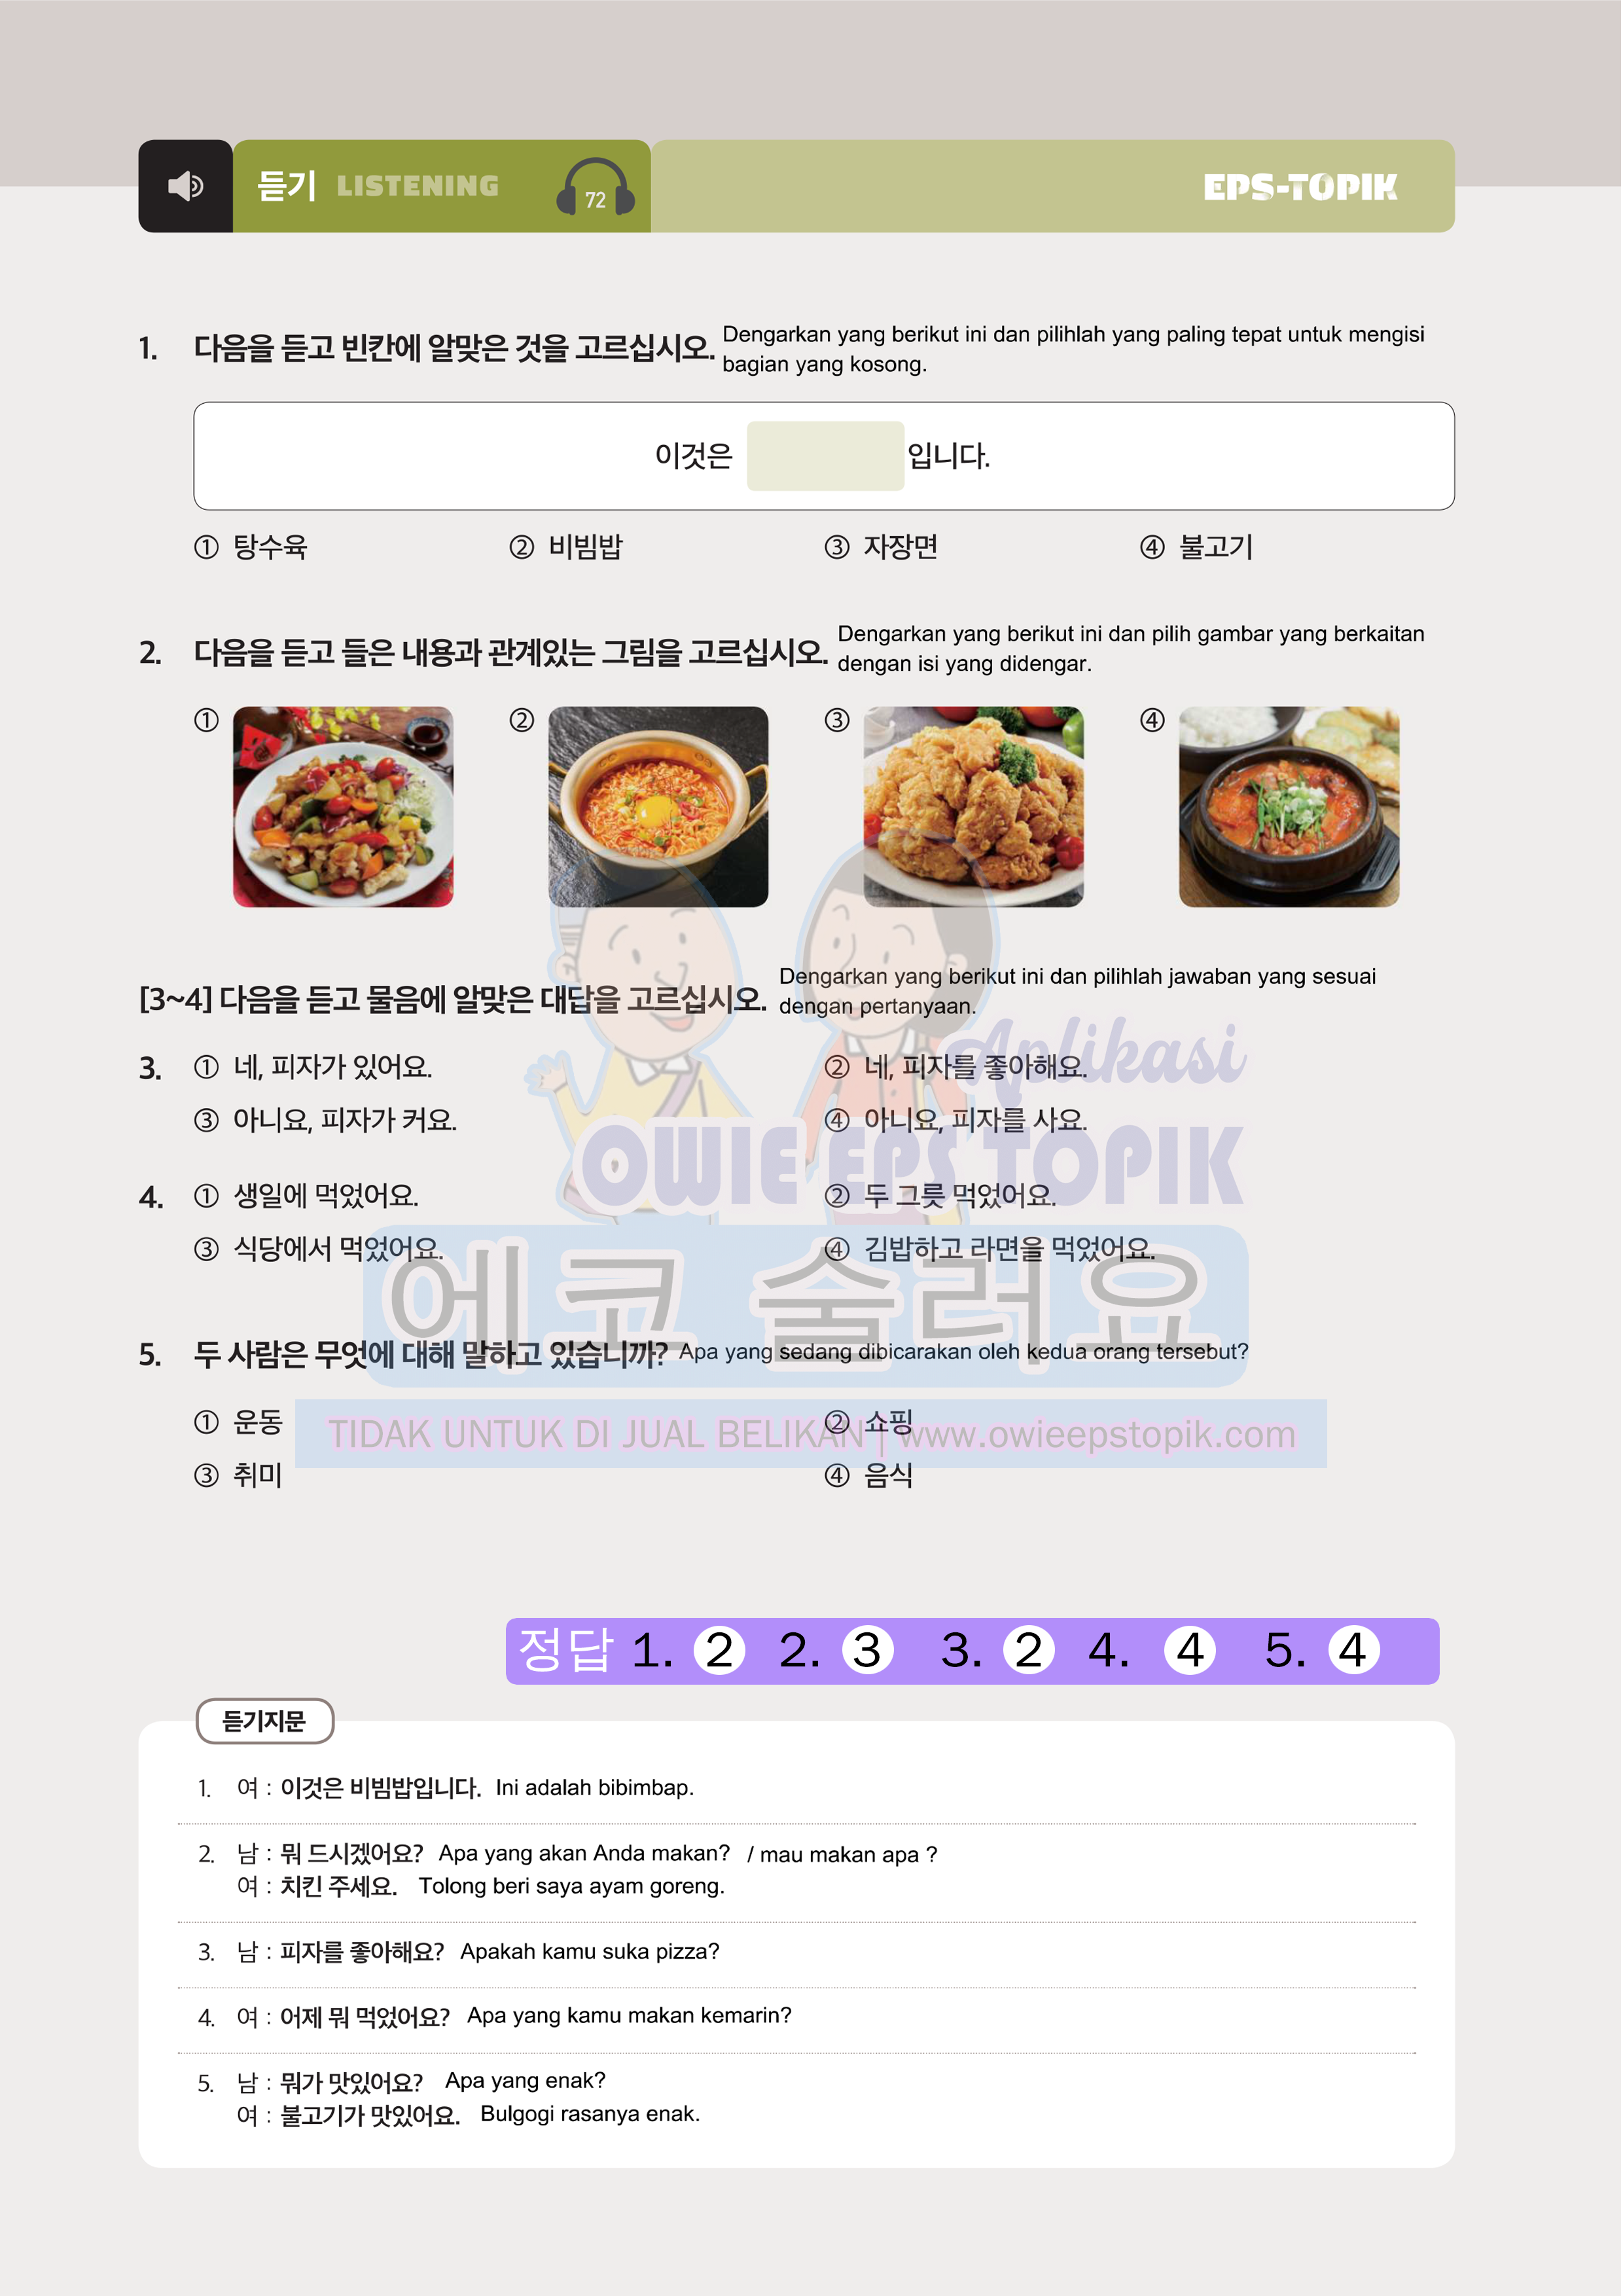 듣기 LISTENING 72 EPS-TOPIK
1. 다음을 듣고 빈칸에 알맞은 것을 고르십시오. Dengarkan yang berikut ini dan pilihlah yang paling tepat untuk mengisi
bagian yang kosong.
이것은 입니다.
① 탕수육 ② 비빔밥 ③ 자장면 ④ 불고기
2. 다음을 듣고 들은 내용과 관계있는 그림을 고르십시오. Dengarkan yang berikut ini dan pilih gambar yang berkaitan
dengan isi yang didengar.
① ② ③ ④
[3~4] 다음을 듣고 물음에 알맞은 대답을 고르십시오. Dengarkan yang berikut ini dan pilihlah jawaban yang sesuai
dengan pertanyaan.
Aplikasi
3. ① 네, 피자가 있어요. ② 네, 피자를 좋아해요.
③ 아니요, 피자가 커요. ④ 아니요, 피자를 사요.
OWIE EPS TOPIK
4. ① 생일에 먹었어요. ② 두 그릇 먹었어요.
③ 식당에서 먹었어요. ④ 김밥하고 라면을 먹었어요.
에코 술러요
5. 두 사람은 무엇에 대해 말하고 있습니까? Apa yang sedang dibicarakan oleh kedua orang tersebut?
① 운동 ② 쇼핑
TIDAK UNTUK DI JUAL BELIKAN | www.owieepstopik.com
③ 취미 ④ 음식
정답 1. 2 2. 3 3. 2 4. 4 5. 4
듣기지문
1. 여 : 이것은 비빔밥입니다. Ini adalah bibimbap.
2. 남 : 뭐 드시겠어요? Apa yang akan Anda makan? / mau makan apa ?
여 : 치킨 주세요. Tolong beri saya ayam goreng.
3. 남 : 피자를 좋아해요? Apakah kamu suka pizza?
4. 여 : 어제 뭐 먹었어요? Apa yang kamu makan kemarin?
5. 남 : 뭐가 맛있어요? Apa yang enak?
여 : 불고기가 맛있어요. Bulgogi rasanya enak.